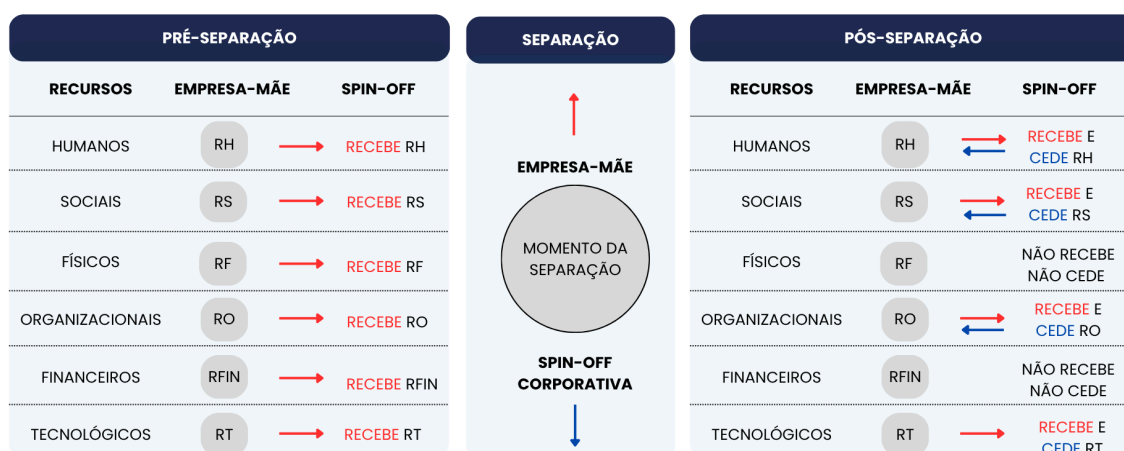 PRÉ-SEPARAÇÃO
RECURSOS EMPRESA-MÃE SPIN-OFF
HUMANOS RH RECEBE RH
SOCIAIS RS RECEBE RS
FÍSICOS RF RECEBE RF
ORGANIZACIONAIS RO RECEBE RO
FINANCEIROS RFIN RECEBE RFIN
TECNOLÓGICOS RT RECEBE RT
SEPARAÇÃO
EMPRESA-MÃE
MOMENTO DA
SEPARAÇÃO
SPIN-OFF
CORPORATIVA
PÓS-SEPARAÇÃO
RECURSOS EMPRESA-MÃE SPIN-OFF
HUMANOS RH RECEBE E
CEDE RH
SOCIAIS RS RECEBE E
CEDE RS
FÍSICOS RF NÃO RECEBE
NÃO CEDE
ORGANIZACIONAIS RO RECEBE E
CEDE RO
FINANCEIROS RFIN NÃO RECEBE
NÃO CEDE
TECNOLÓGICOS RT RECEBE E
CEDE RT